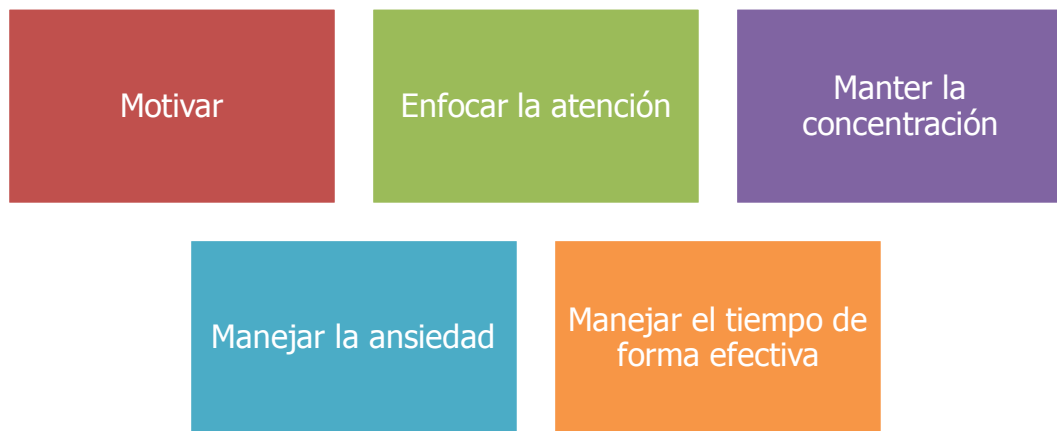 Motivar
Enfocar la atención
Manter la
concentración
Manejar la ansiedad
Manejar el tiempo de
forma efectiva